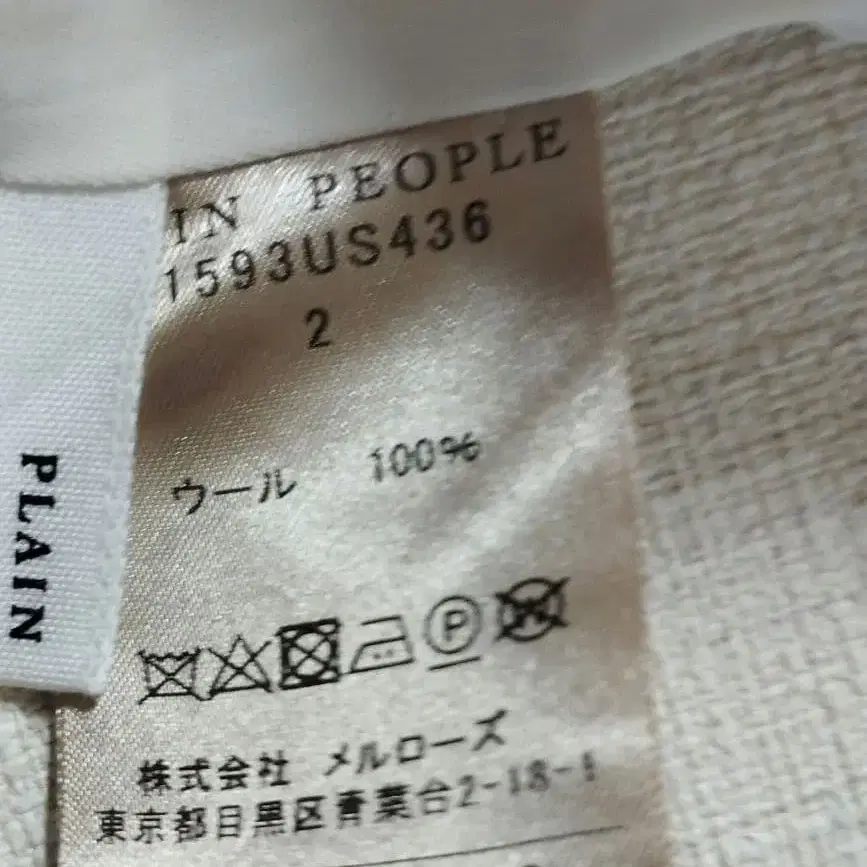 IN PEOPLE
1593US436
2
ウール 100%
P
W
株式会社 メルローズ
東京都目黒区青葉台2-18-1
PLAIN